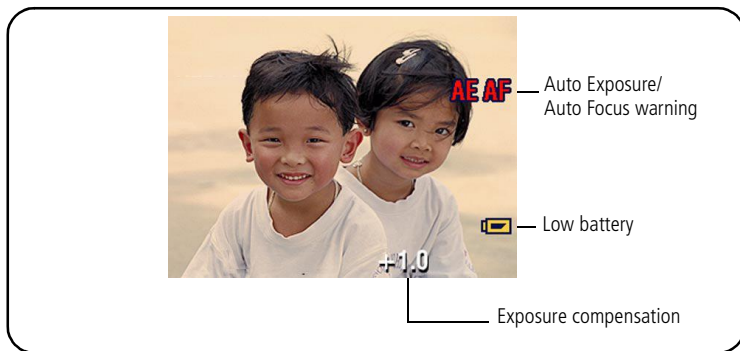 AE AF
Auto Exposure/
Auto Focus warning
Low battery
+1.0
Exposure compensation